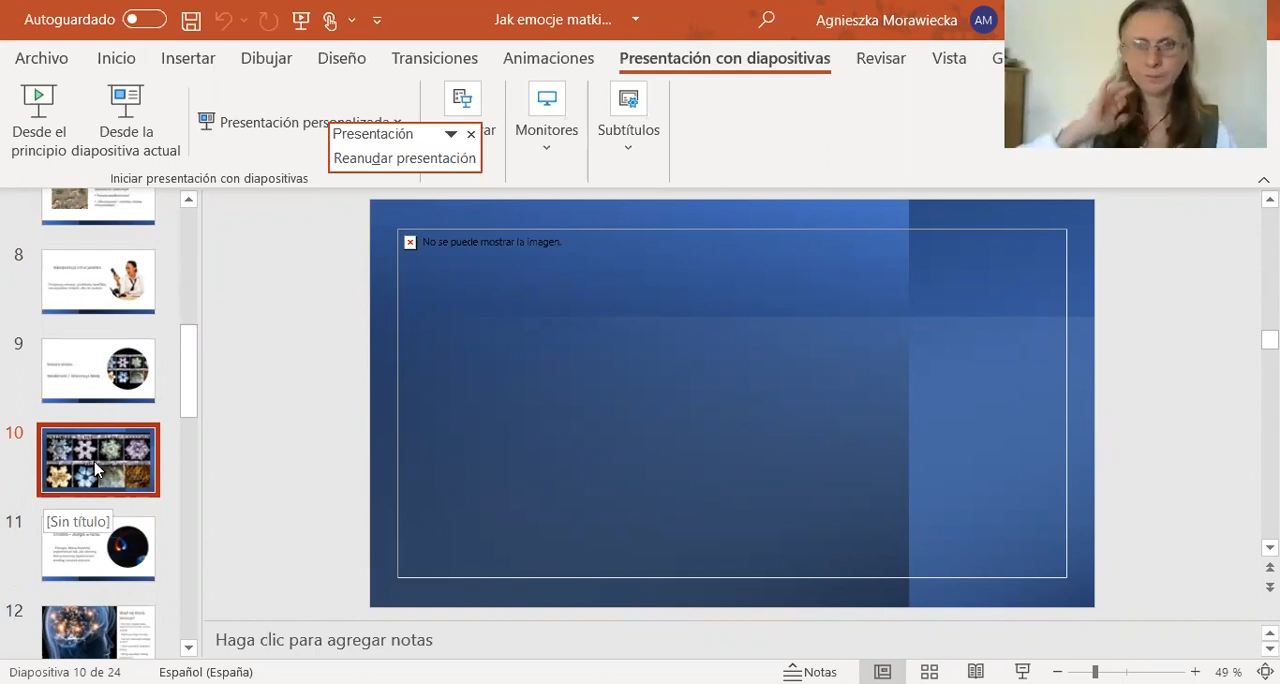 Autoguardado
Jak emocje matki...
Agnieszka Morawiecka
AM
Archivo Inicio Insertar Dibujar Diseño Transiciones Animaciones Presentación con diapositivas Revisar Vista G
Desde el principio
Desde la diapositiva actual
Presentación personalizada
Iniciar presentación con diapositivas
Presentación
Reanudar presentación
ar
Monitores
Subtítulos
8
9
10
11
[Sin título]
12
No se puede mostrar la imagen.
Haga clic para agregar notas
Diapositiva 10 de 24
Español (España)
Notas
49 %